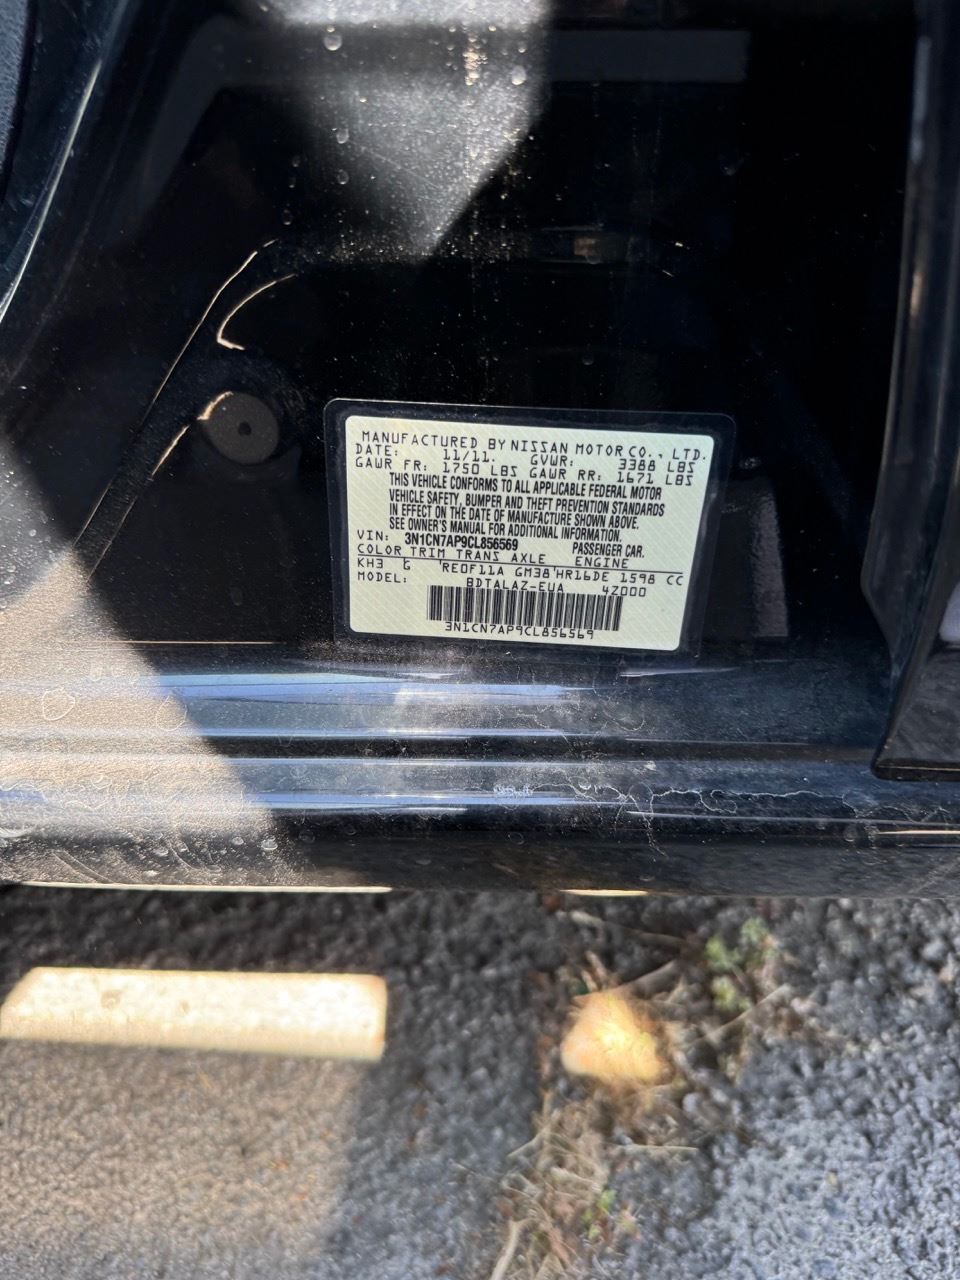 MANUFACTURED BY NISSAN MOTOR CO., LTD.
DATE: 11/11. GVWR: 3388 LBS
GAWR FR: 1750 LBS GAWR RR: 1671 LBS
THIS VEHICLE CONFORMS TO ALL APPLICABLE FEDERAL MOTOR
VEHICLE SAFETY, BUMPER AND THEFT PREVENTION STANDARDS
IN EFFECT ON THE DATE OF MANUFACTURE SHOWN ABOVE.
SEE OWNER'S MANUAL FOR ADDITIONAL INFORMATION.
VIN: 3N1CN7AP9CL856569 PASSENGER CAR.
COLOR TRIM TRANS AXLE ENGINE
KH3 G RE0F11A GM38 HR16DE 1598 CC
MODEL: BDTALAZ-EUA 4Z000
3N1CN7AP9CL856569